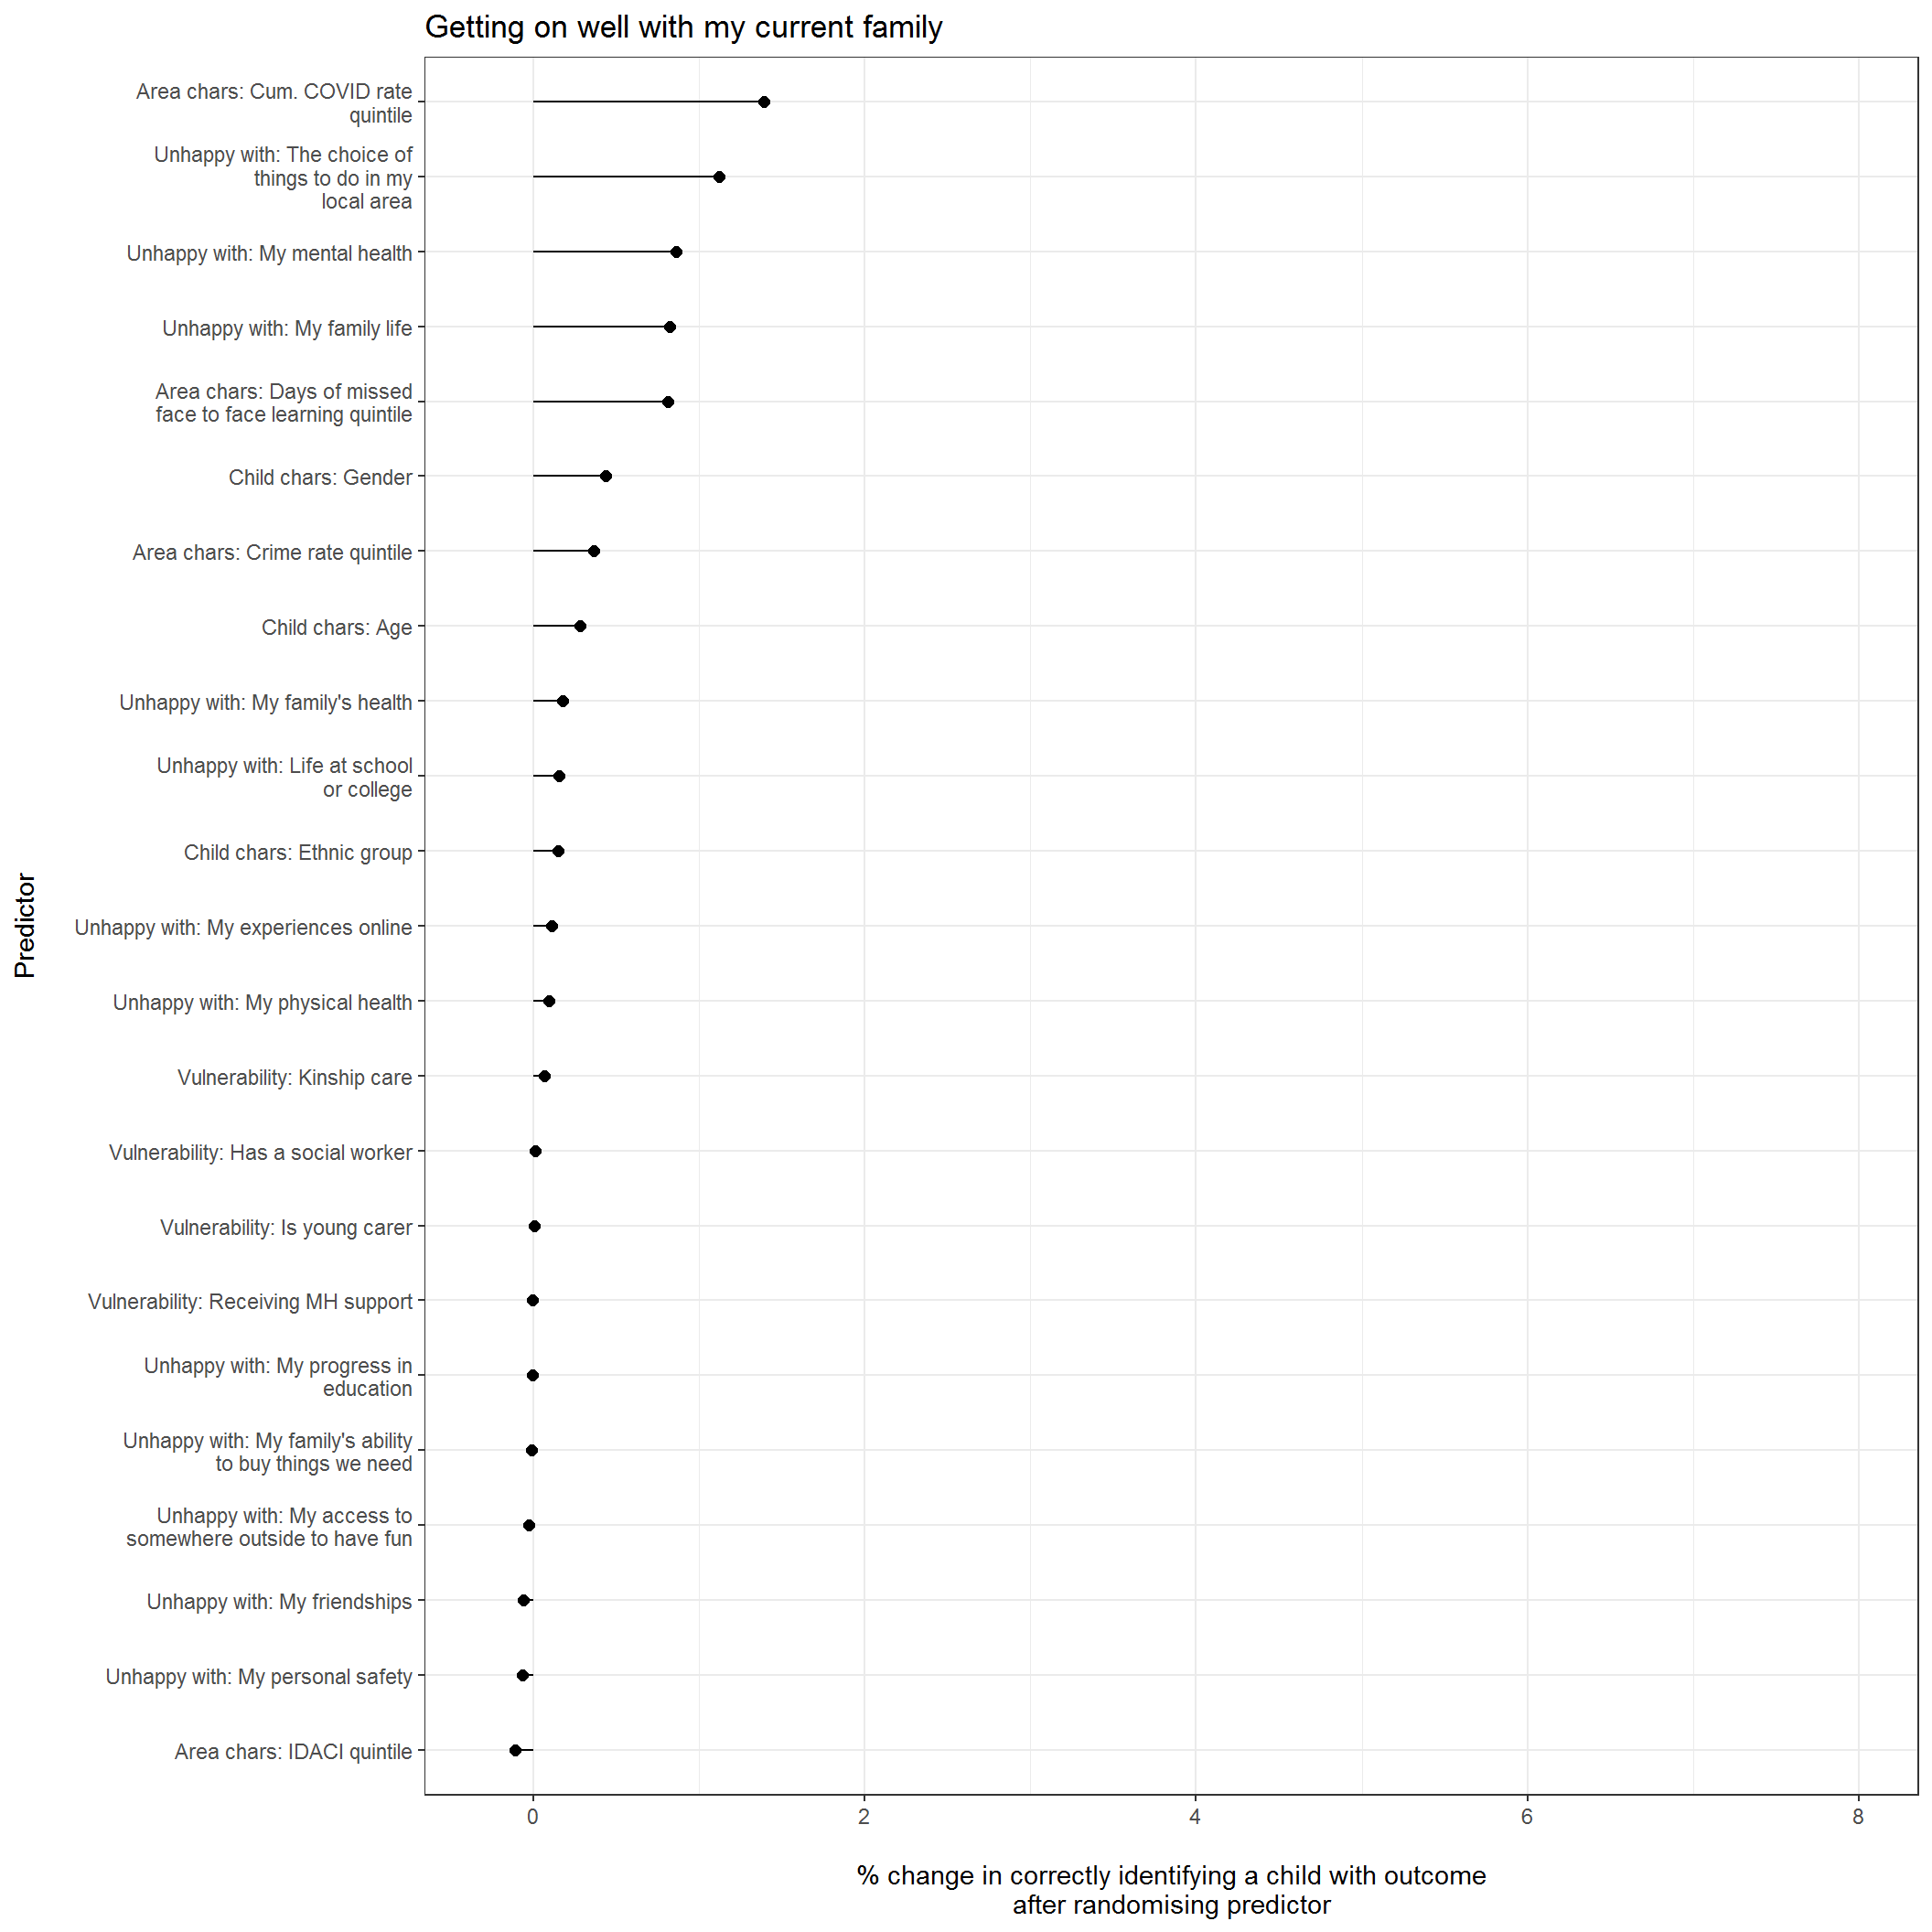 Getting on well with my current family
Area chars: Cum. COVID rate
quintile
Unhappy with: The choice of
things to do in my
local area
Unhappy with: My mental health
Unhappy with: My family life
Area chars: Days of missed
face to face learning quintile
Child chars: Gender
Area chars: Crime rate quintile
Child chars: Age
Unhappy with: My family's health
Unhappy with: Life at school
or college
Child chars: Ethnic group
Unhappy with: My experiences online
Unhappy with: My physical health
Vulnerability: Kinship care
Vulnerability: Has a social worker
Vulnerability: Is young carer
Vulnerability: Receiving MH support
Unhappy with: My progress in
education
Unhappy with: My family's ability
to buy things we need
Unhappy with: My access to
somewhere outside to have fun
Unhappy with: My friendships
Unhappy with: My personal safety
Area chars: IDACI quintile
Predictor
0 2 4 6 8
% change in correctly identifying a child with outcome
after randomising predictor